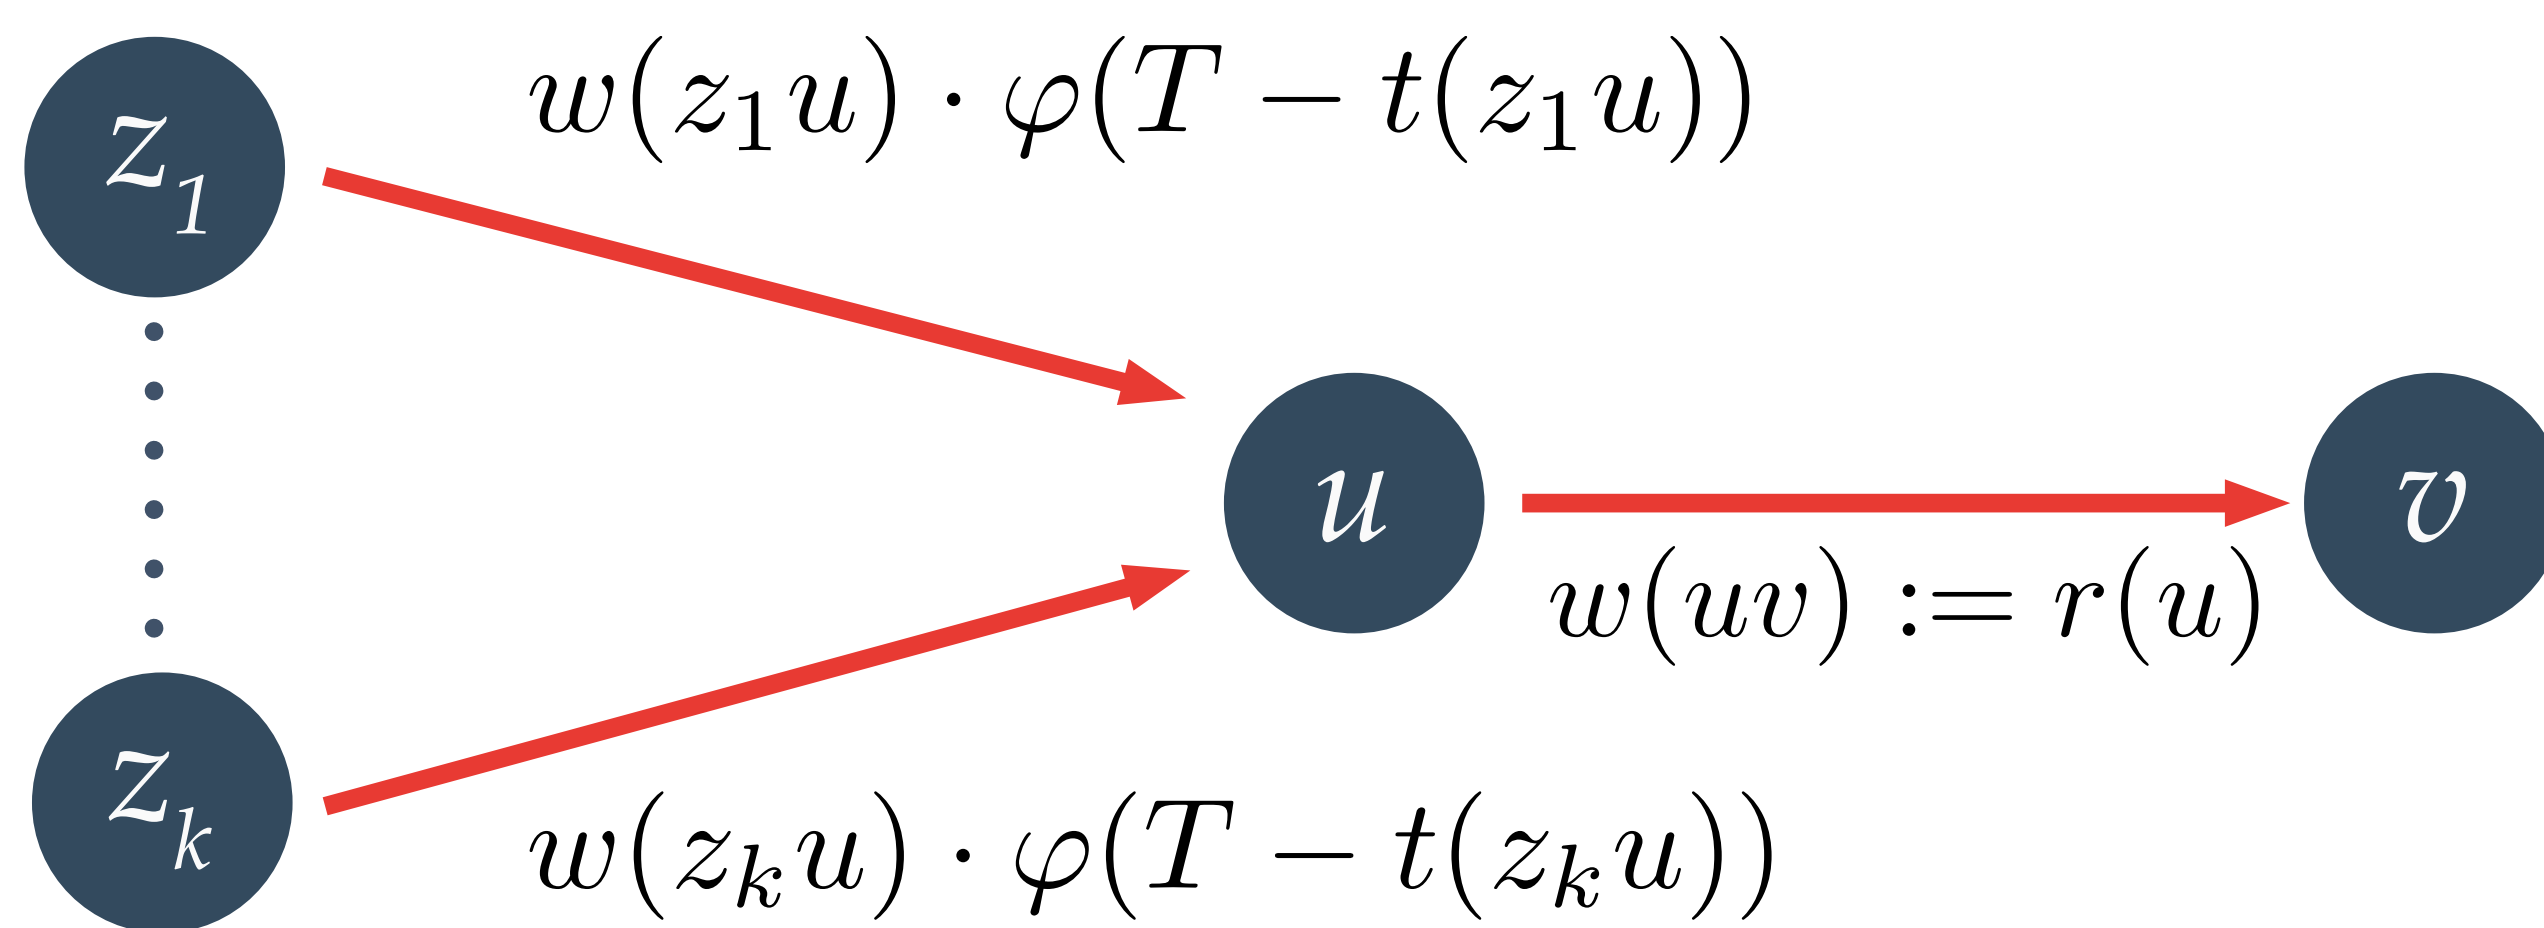 z₁
w(z₁u) · φ(T − t(z₁u))
u
v
w(uv) := r(u)
zₖ
w(zₖu) · φ(T − t(zₖu))